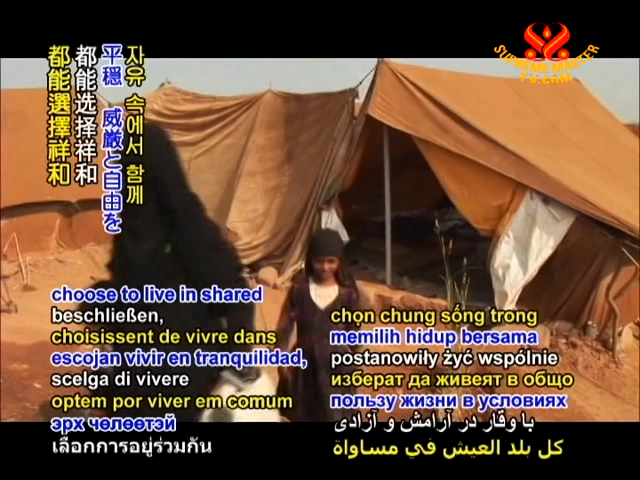 SUPREME MASTER
TV.COM
자유 속에서 함께
平穏 威厳と自由を
都能选择祥和
都能選擇祥和
choose to live in shared
beschließen,
choisissent de vivre dans
escojan vivir en tranquilidad,
scelga di vivere
optem por viver em comum
эрх чөлөөтэй
เลือกการอยู่ร่วมกัน
chọn chung sống trong
memilih hidup bersama
postanowiły żyć wspólnie
изберат да живеят в общо
пользу жизни в условиях
با وقار در آرامش و آزادی
كل بلد العيش في مساواة